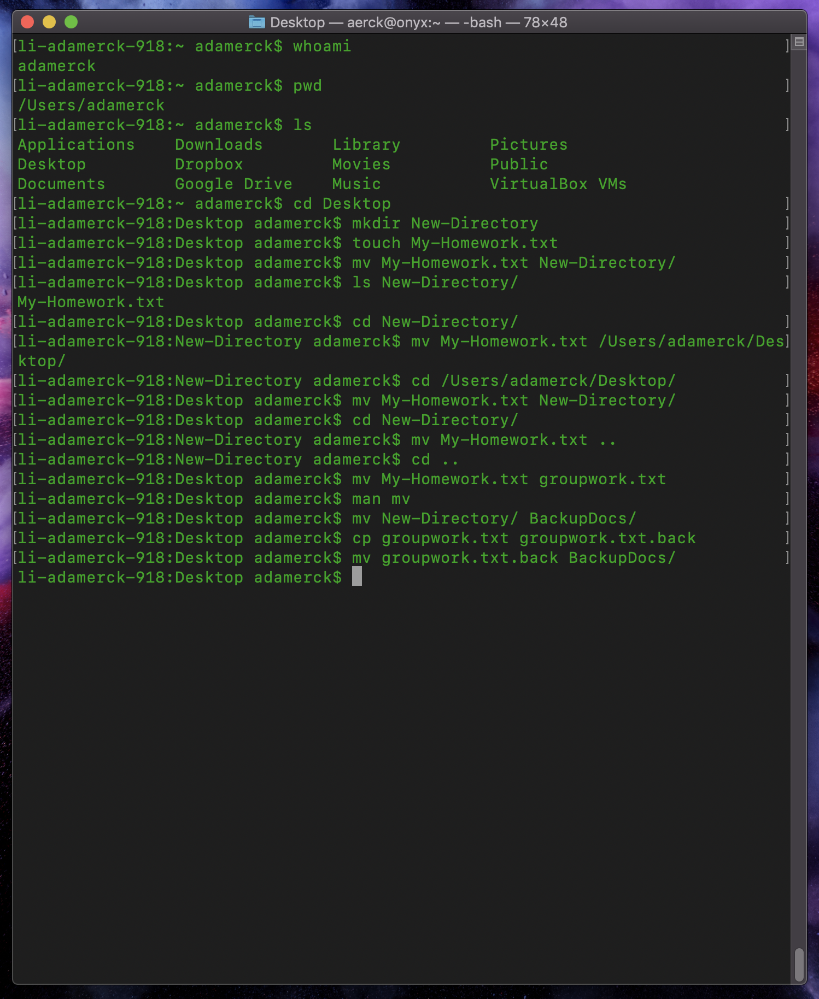 Desktop — aerck@onyx:~ — -bash — 78×48
[li-adamerck-918:~ adamerck$ whoami ]
adamerck
[li-adamerck-918:~ adamerck$ pwd ]
/Users/adamerck
[li-adamerck-918:~ adamerck$ ls ]
Applications Downloads Library Pictures
Desktop Dropbox Movies Public
Documents Google Drive Music VirtualBox VMs
[li-adamerck-918:~ adamerck$ cd Desktop ]
[li-adamerck-918:Desktop adamerck$ mkdir New-Directory ]
[li-adamerck-918:Desktop adamerck$ touch My-Homework.txt ]
[li-adamerck-918:Desktop adamerck$ mv My-Homework.txt New-Directory/ ]
[li-adamerck-918:Desktop adamerck$ ls New-Directory/ ]
My-Homework.txt
[li-adamerck-918:Desktop adamerck$ cd New-Directory/ ]
[li-adamerck-918:New-Directory adamerck$ mv My-Homework.txt /Users/adamerck/Des]
ktop/
[li-adamerck-918:New-Directory adamerck$ cd /Users/adamerck/Desktop/ ]
[li-adamerck-918:Desktop adamerck$ mv My-Homework.txt New-Directory/ ]
[li-adamerck-918:Desktop adamerck$ cd New-Directory/ ]
[li-adamerck-918:New-Directory adamerck$ mv My-Homework.txt .. ]
[li-adamerck-918:New-Directory adamerck$ cd .. ]
[li-adamerck-918:Desktop adamerck$ mv My-Homework.txt groupwork.txt ]
[li-adamerck-918:Desktop adamerck$ man mv ]
[li-adamerck-918:Desktop adamerck$ mv New-Directory/ BackupDocs/ ]
[li-adamerck-918:Desktop adamerck$ cp groupwork.txt groupwork.txt.back ]
[li-adamerck-918:Desktop adamerck$ mv groupwork.txt.back BackupDocs/ ]
li-adamerck-918:Desktop adamerck$